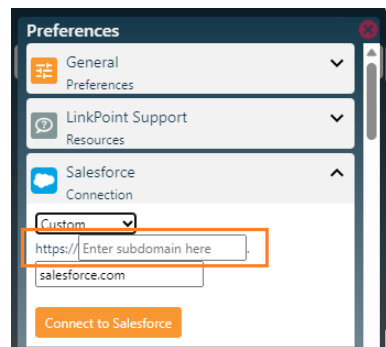 Preferences
General
Preferences
LinkPoint Support
Resources
Salesforce
Connection
Custom
https:// Enter subdomain here .
salesforce.com
Connect to Salesforce